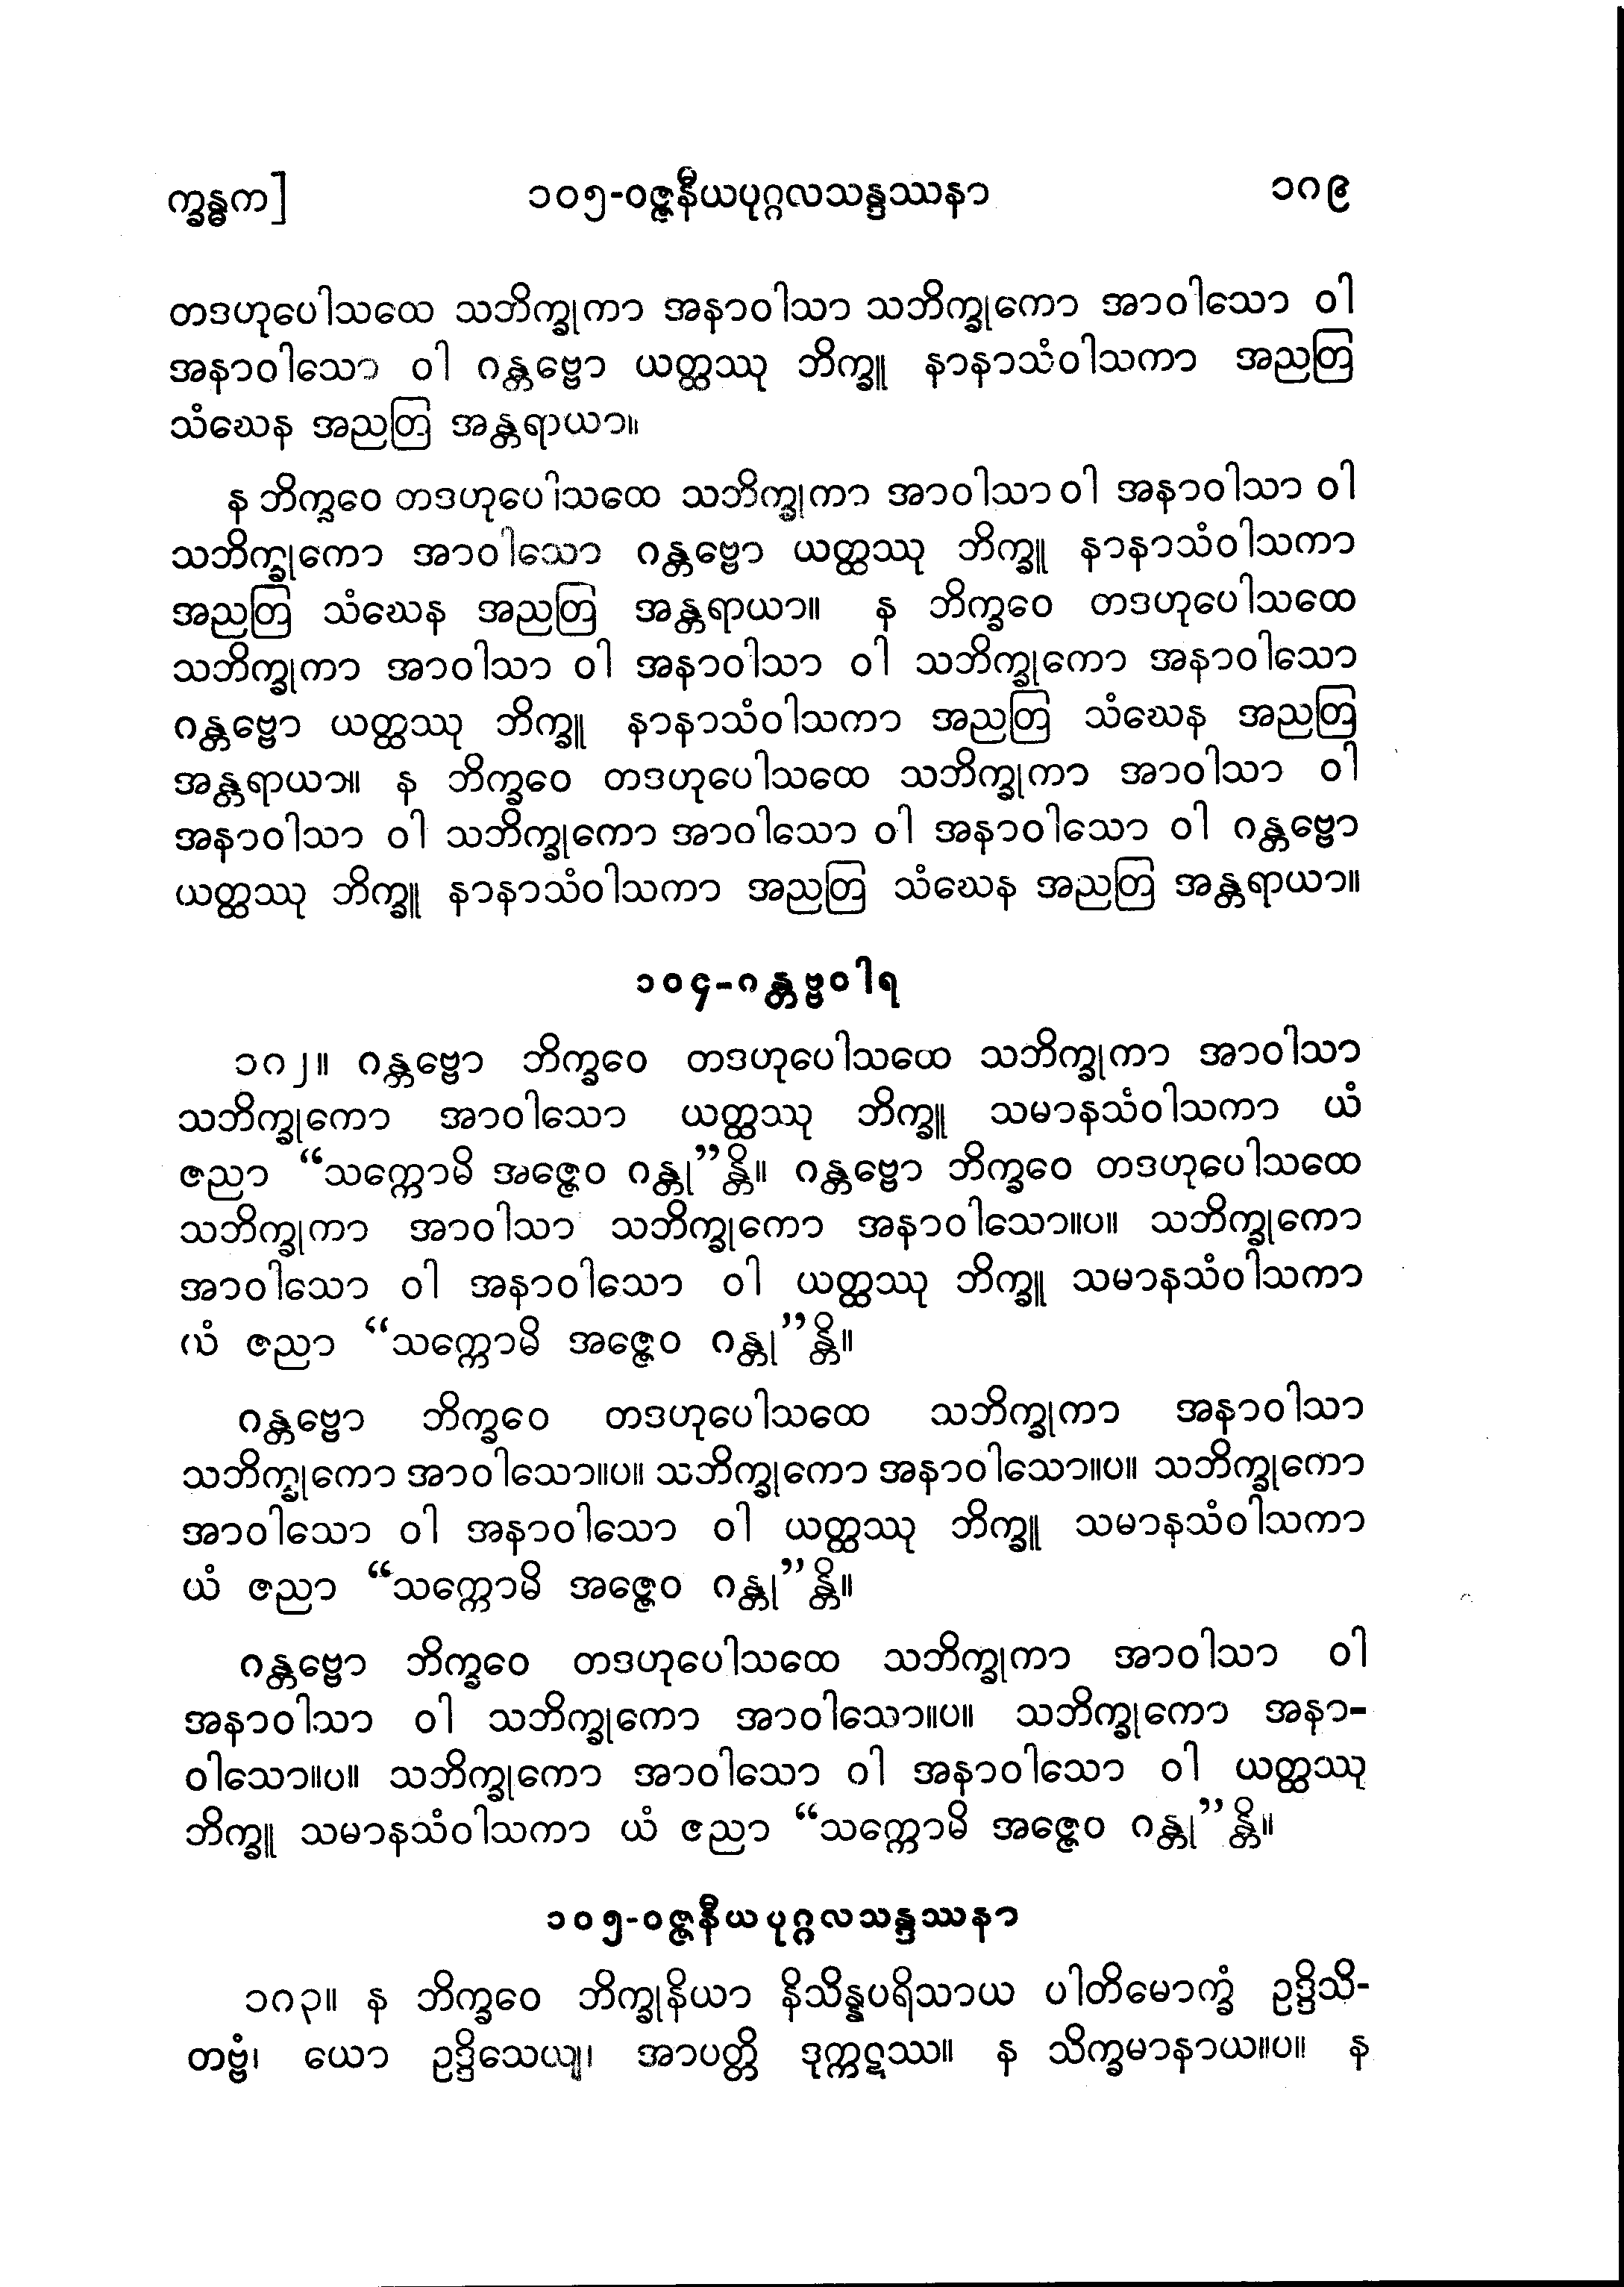 က္ခန္ဓက] ၁၀၅-ဝဇ္ဇနီယပုဂ္ဂလသန္ဒဿနာ ၁၈၉
တဒဟုပေါသထေ သဘိက္ခုကာ အနာဝါသာ သဘိက္ခုကော အာဝါသော ဝါ
အနာဝါသော ဝါ ဂန္တဗ္ဗော ယတ္ထဿု ဘိက္ခူ နာနာသံဝါသကာ အညတြ
သံဃေန အညတြ အန္တရာယာ။
န ဘိက္ခဝေ တဒဟုပေါသထေ သဘိက္ခုကာ အာဝါသာ ဝါ အနာဝါသာ ဝါ
သဘိက္ခုကော အာဝါသော ဂန္တဗ္ဗော ယတ္ထဿု ဘိက္ခူ နာနာသံဝါသကာ
အညတြ သံဃေန အညတြ အန္တရာယာ။ န ဘိက္ခဝေ တဒဟုပေါသထေ
သဘိက္ခုကာ အာဝါသာ ဝါ အနာဝါသာ ဝါ သဘိက္ခုကော အနာဝါသော
ဂန္တဗ္ဗော ယတ္ထဿု ဘိက္ခူ နာနာသံဝါသကာ အညတြ သံဃေန အညတြ
အန္တရာယာ။ န ဘိက္ခဝေ တဒဟုပေါသထေ သဘိက္ခုကာ အာဝါသာ ဝါ
အနာဝါသာ ဝါ သဘိက္ခုကော အာဝါသော ဝါ အနာဝါသော ဝါ ဂန္တဗ္ဗော
ယတ္ထဿု ဘိက္ခူ နာနာသံဝါသကာ အညတြ သံဃေန အညတြ အန္တရာယာ။
၁၀၄-ဂန္တဗ္ဗဝါရ
၁၈၂။ ဂန္တဗ္ဗော ဘိက္ခဝေ တဒဟုပေါသထေ သဘိက္ခုကာ အာဝါသာ
သဘိက္ခုကော အာဝါသော ယတ္ထဿု ဘိက္ခူ သမာနသံဝါသကာ ယံ
ဇညာ “သက္ကောမိ အဇ္ဇေဝ ဂန္တု”န္တိ။ ဂန္တဗ္ဗော ဘိက္ခဝေ တဒဟုပေါသထေ
သဘိက္ခုကာ အာဝါသာ သဘိက္ခုကော အနာဝါသော။ပ။ သဘိက္ခုကော
အာဝါသော ဝါ အနာဝါသော ဝါ ယတ္ထဿု ဘိက္ခူ သမာနသံဝါသကာ
ယံ ဇညာ “သက္ကောမိ အဇ္ဇေဝ ဂန္တု”န္တိ။
ဂန္တဗ္ဗော ဘိက္ခဝေ တဒဟုပေါသထေ သဘိက္ခုကာ အနာဝါသာ
သဘိက္ခုကော အာဝါသော။ပ။ သဘိက္ခုကော အနာဝါသော။ပ။ သဘိက္ခုကော
အာဝါသော ဝါ အနာဝါသော ဝါ ယတ္ထဿု ဘိက္ခူ သမာနသံဝါသကာ
ယံ ဇညာ “သက္ကောမိ အဇ္ဇေဝ ဂန္တု”န္တိ။
ဂန္တဗ္ဗော ဘိက္ခဝေ တဒဟုပေါသထေ သဘိက္ခုကာ အာဝါသာ ဝါ
အနာဝါသာ ဝါ သဘိက္ခုကော အာဝါသော။ပ။ သဘိက္ခုကော အနာ-
ဝါသော။ပ။ သဘိက္ခုကော အာဝါသော ဝါ အနာဝါသော ဝါ ယတ္ထဿု
ဘိက္ခူ သမာနသံဝါသကာ ယံ ဇညာ “သက္ကောမိ အဇ္ဇေဝ ဂန္တု”န္တိ။
၁၀၅-ဝဇ္ဇနီယပုဂ္ဂလသန္ဒဿနာ
၁၈၃။ န ဘိက္ခဝေ ဘိက္ခုနိယာ နိသိန္နပရိသာယ ပါတိမောက္ခံ ဥဒ္ဒိသိ-
တဗ္ဗံ၊ ယော ဥဒ္ဒိသေယျ၊ အာပတ္တိ ဒုက္ကဋဿ။ န သိက္ခမာနာယ။ပ။ န